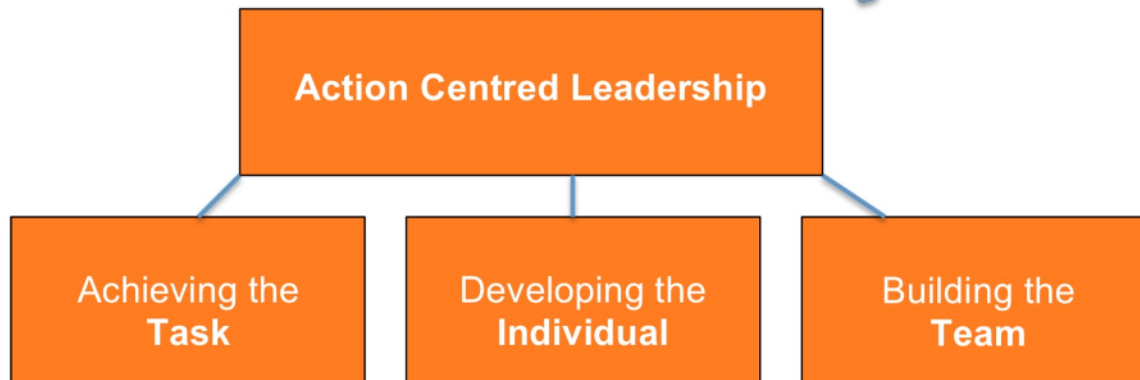 Action Centred Leadership
Achieving the
Task
Developing the
Individual
Building the
Team